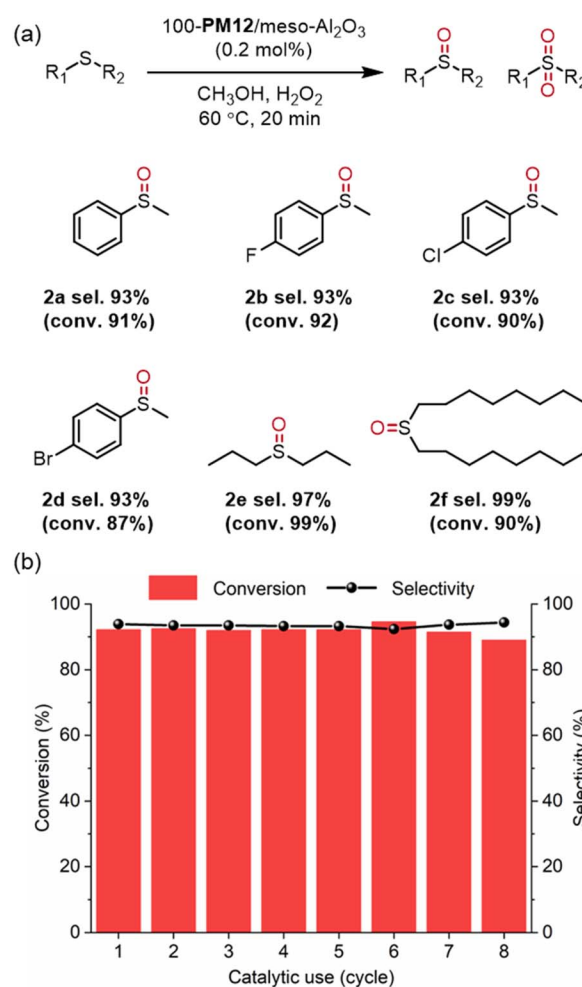 (a)
100-PM12/meso-Al₂O₃
(0.2 mol%)
CH₃OH, H₂O₂
60 °C, 20 min
R₁ S R₂
O
R₁ S R₂
O
R₁ S R₂
O
O
S
O
S
F
O
S
Cl
2a sel. 93%
(conv. 91%)
2b sel. 93%
(conv. 92)
2c sel. 93%
(conv. 90%)
O
S
Br
O
S
O S
2d sel. 93%
(conv. 87%)
2e sel. 97%
(conv. 99%)
2f sel. 99%
(conv. 90%)
(b)
Conversion
Selectivity
Conversion (%)
100
80
60
40
20
0
1 2 3 4 5 6 7 8
Catalytic use (cycle)
100
80
60
40
20
0
Selectivity (%)